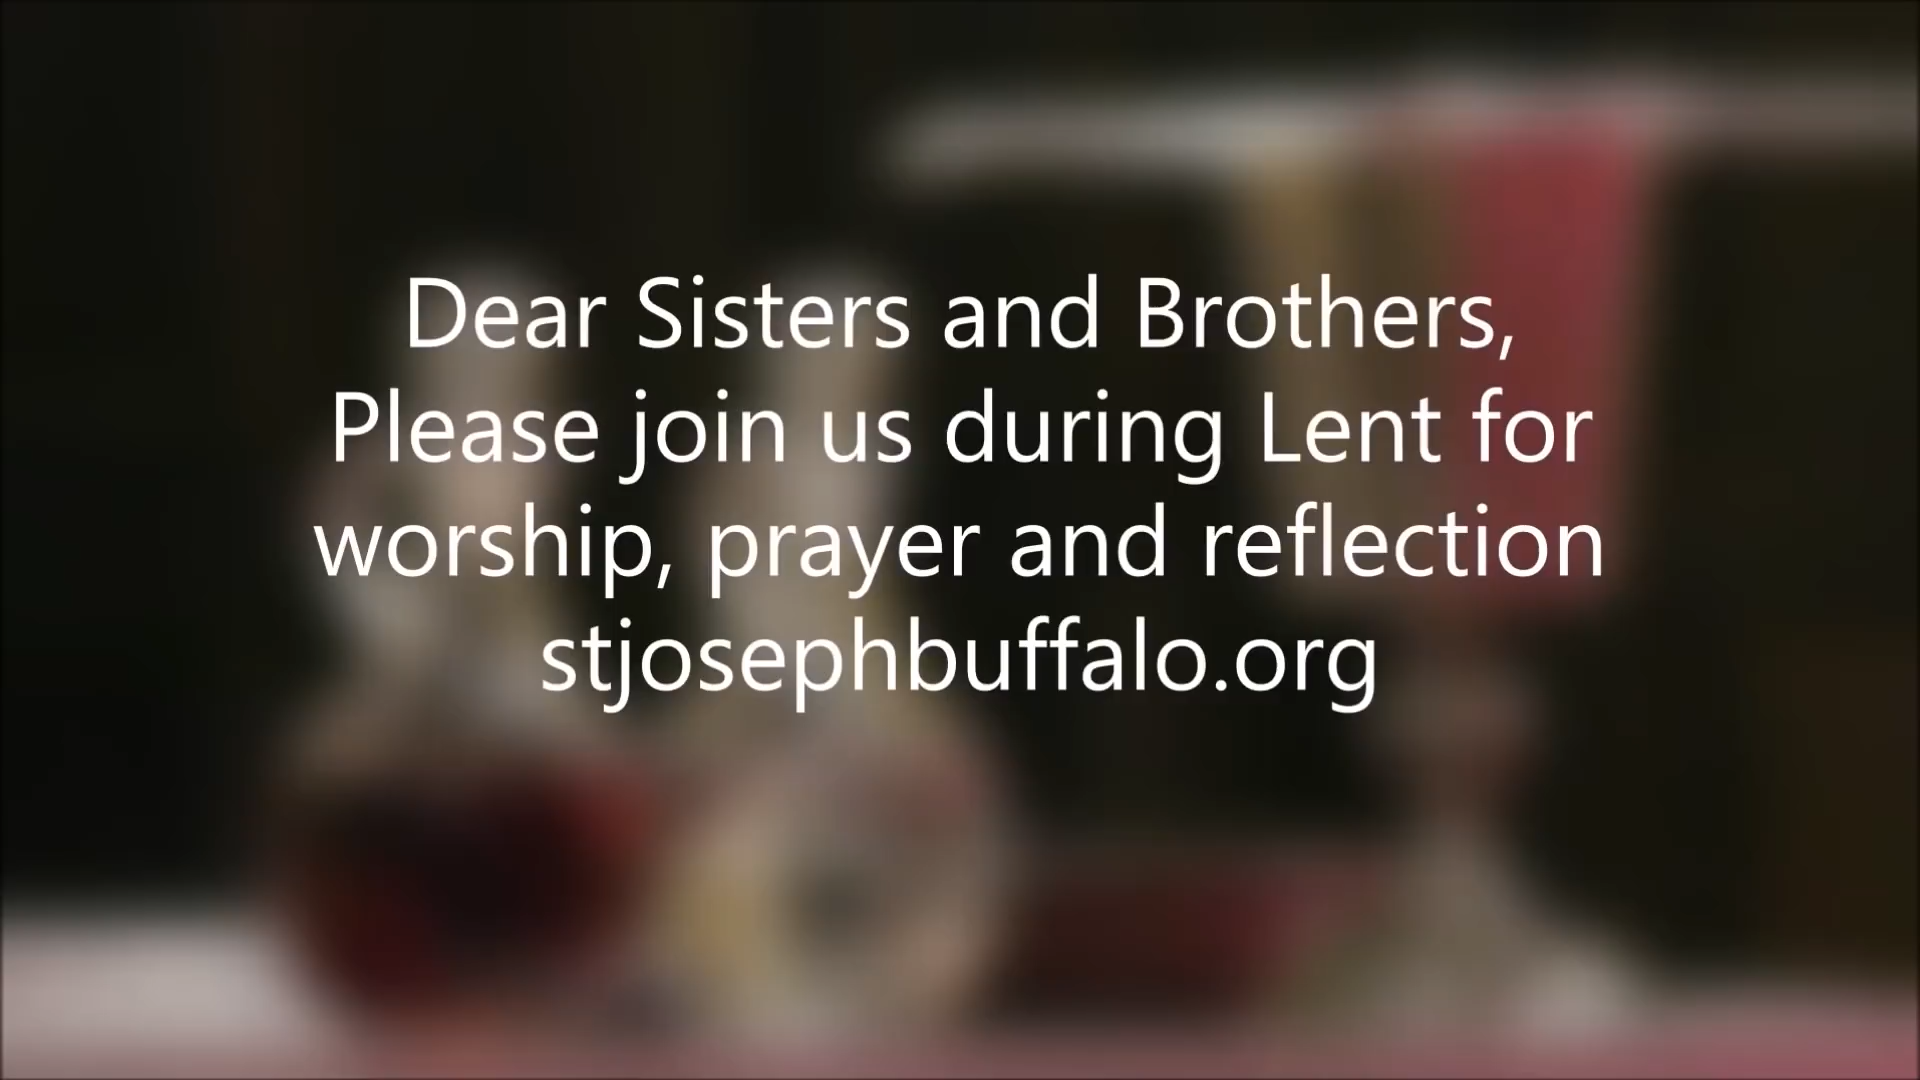 Dear Sisters and Brothers,
Please join us during Lent for
worship, prayer and reflection
stjosephbuffalo.org